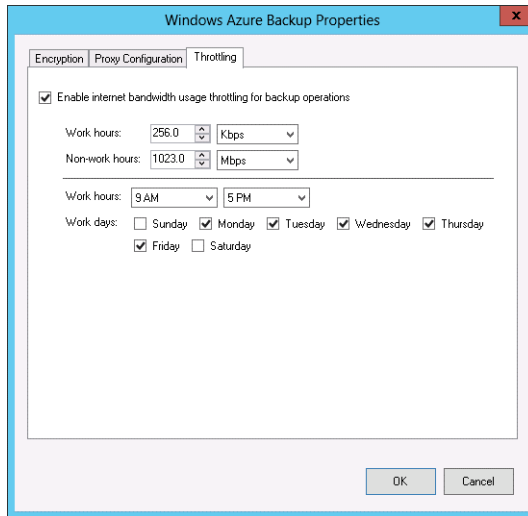 Windows Azure Backup Properties
x
Encryption Proxy Configuration Throttling
Enable internet bandwidth usage throttling for backup operations
Work hours: 256.0 Kbps
Non-work hours: 1023.0 Mbps
Work hours: 9 AM 5 PM
Work days: Sunday Monday Tuesday Wednesday Thursday
Friday Saturday
OK Cancel